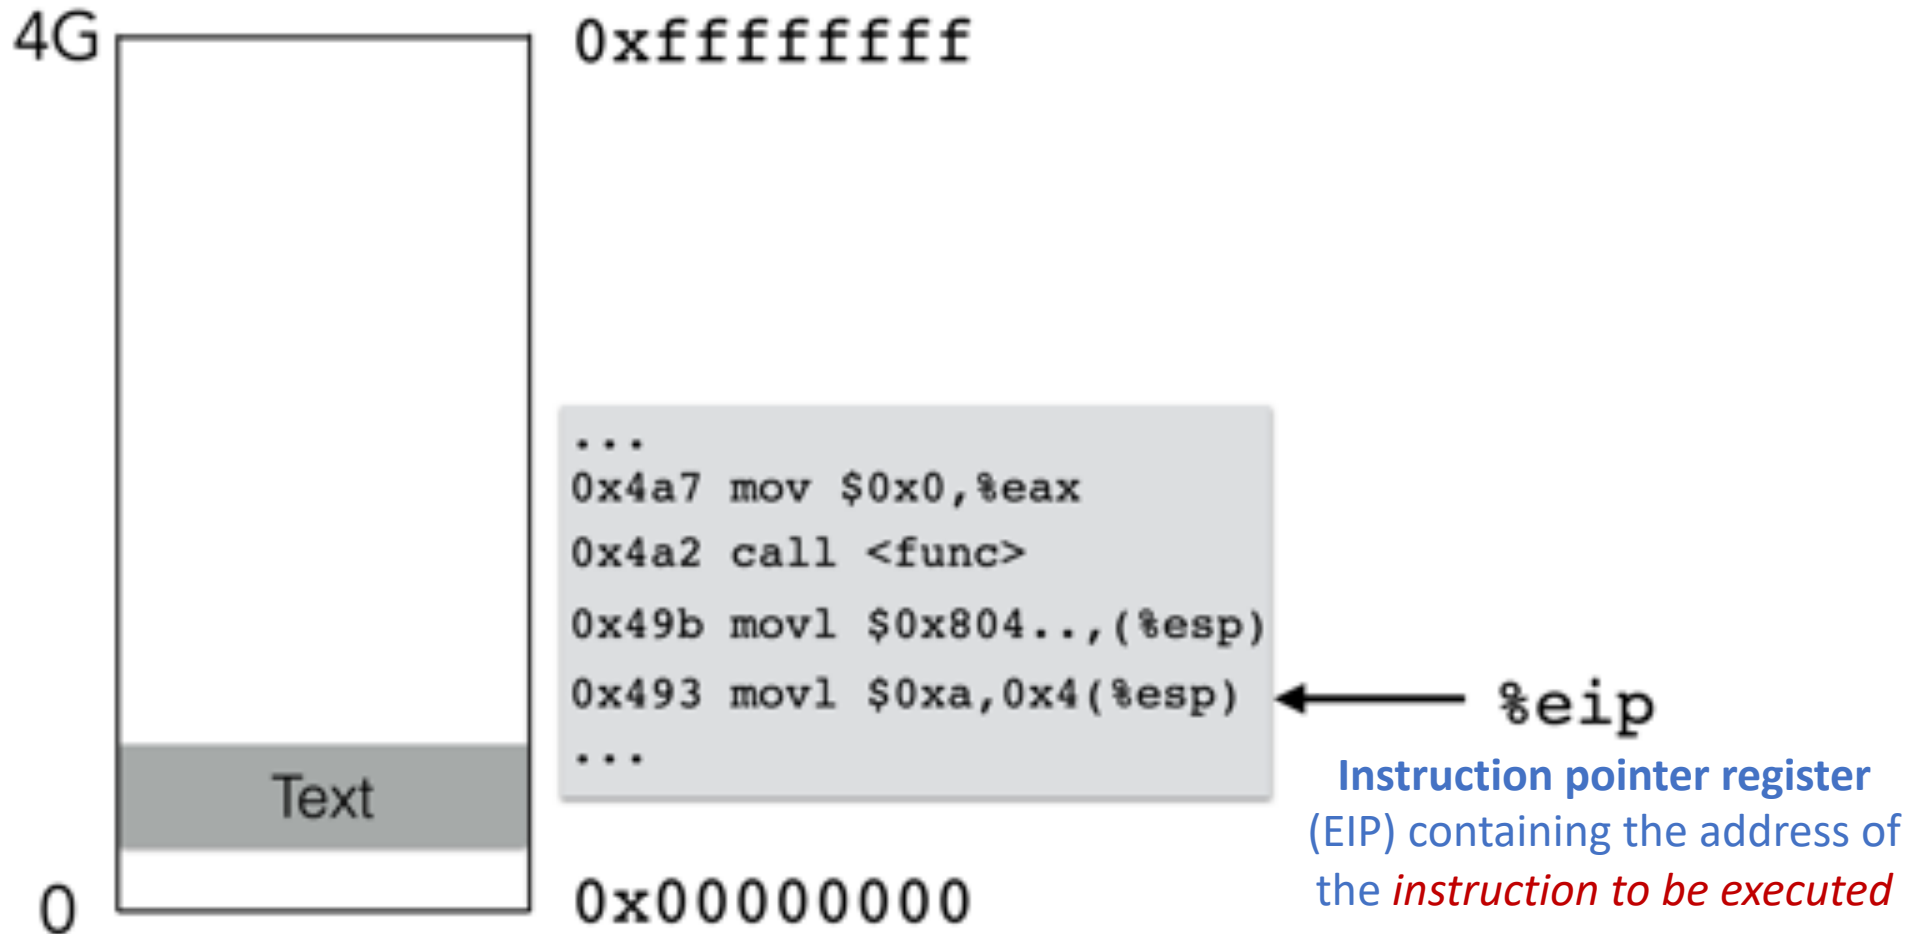 4G
0xffffffff
...
0x4a7 mov $0x0,%eax
0x4a2 call <func>
0x49b movl $0x804..,(%esp)
0x493 movl $0xa,0x4(%esp)
...
%eip
Instruction pointer register
(EIP) containing the address of
the instruction to be executed
Text
0
0x00000000